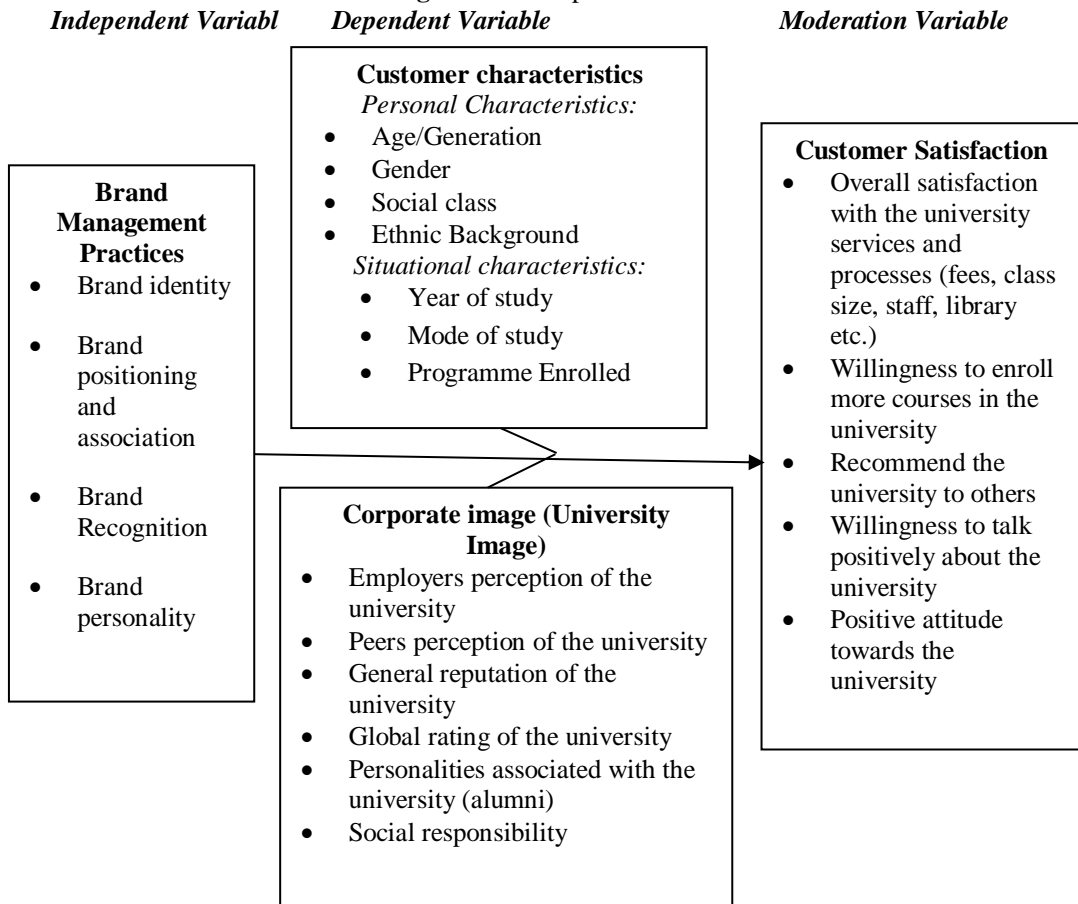 Independent Variabl
Dependent Variable
Moderation Variable
Customer characteristics
Personal Characteristics:
• Age/Generation
• Gender
• Social class
• Ethnic Background
Situational characteristics:
• Year of study
• Mode of study
• Programme Enrolled
Brand
Management
Practices
• Brand identity
• Brand
positioning
and
association
• Brand
Recognition
• Brand
personality
Corporate image (University
Image)
• Employers perception of the
university
• Peers perception of the university
• General reputation of the
university
• Global rating of the university
• Personalities associated with the
university (alumni)
• Social responsibility
Customer Satisfaction
• Overall satisfaction
with the university
services and
processes (fees, class
size, staff, library
etc.)
• Willingness to enroll
more courses in the
university
• Recommend the
university to others
• Willingness to talk
positively about the
university
• Positive attitude
towards the
university